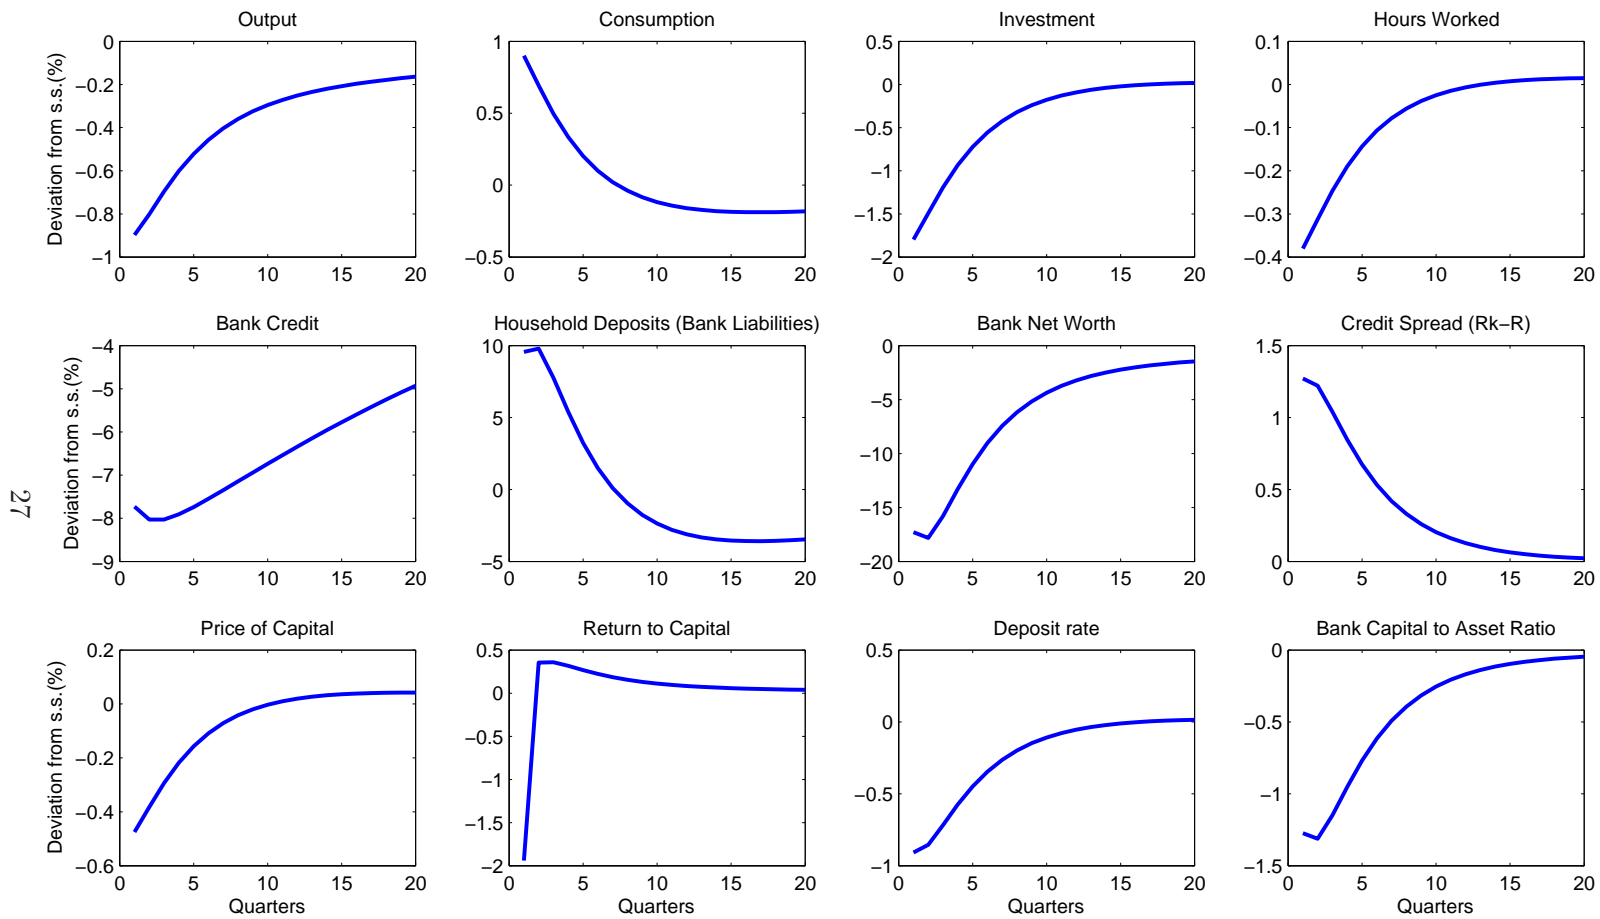 Output
Consumption
Investment
Hours Worked
Deviation from s.s.(%)
0
−0.2
−0.4
−0.6
−0.8
−1
0 5 10 15 20
1
0.5
0
−0.5
0 5 10 15 20
0.5
0
−0.5
−1
−1.5
−2
0 5 10 15 20
0.1
0
−0.1
−0.2
−0.3
−0.4
0 5 10 15 20
Bank Credit
Household Deposits (Bank Liabilities)
Bank Net Worth
Credit Spread (Rk−R)
27
Deviation from s.s.(%)
−4
−5
−6
−7
−8
−9
0 5 10 15 20
10
5
0
−5
0 5 10 15 20
0
−5
−10
−15
−20
0 5 10 15 20
1.5
1
0.5
0
0 5 10 15 20
Price of Capital
Return to Capital
Deposit rate
Bank Capital to Asset Ratio
Deviation from s.s.(%)
0.2
0
−0.2
−0.4
−0.6
0 5 10 15 20
Quarters
0.5
0
−0.5
−1
−1.5
−2
0 5 10 15 20
Quarters
0.5
0
−0.5
−1
0 5 10 15 20
Quarters
0
−0.5
−1
−1.5
0 5 10 15 20
Quarters